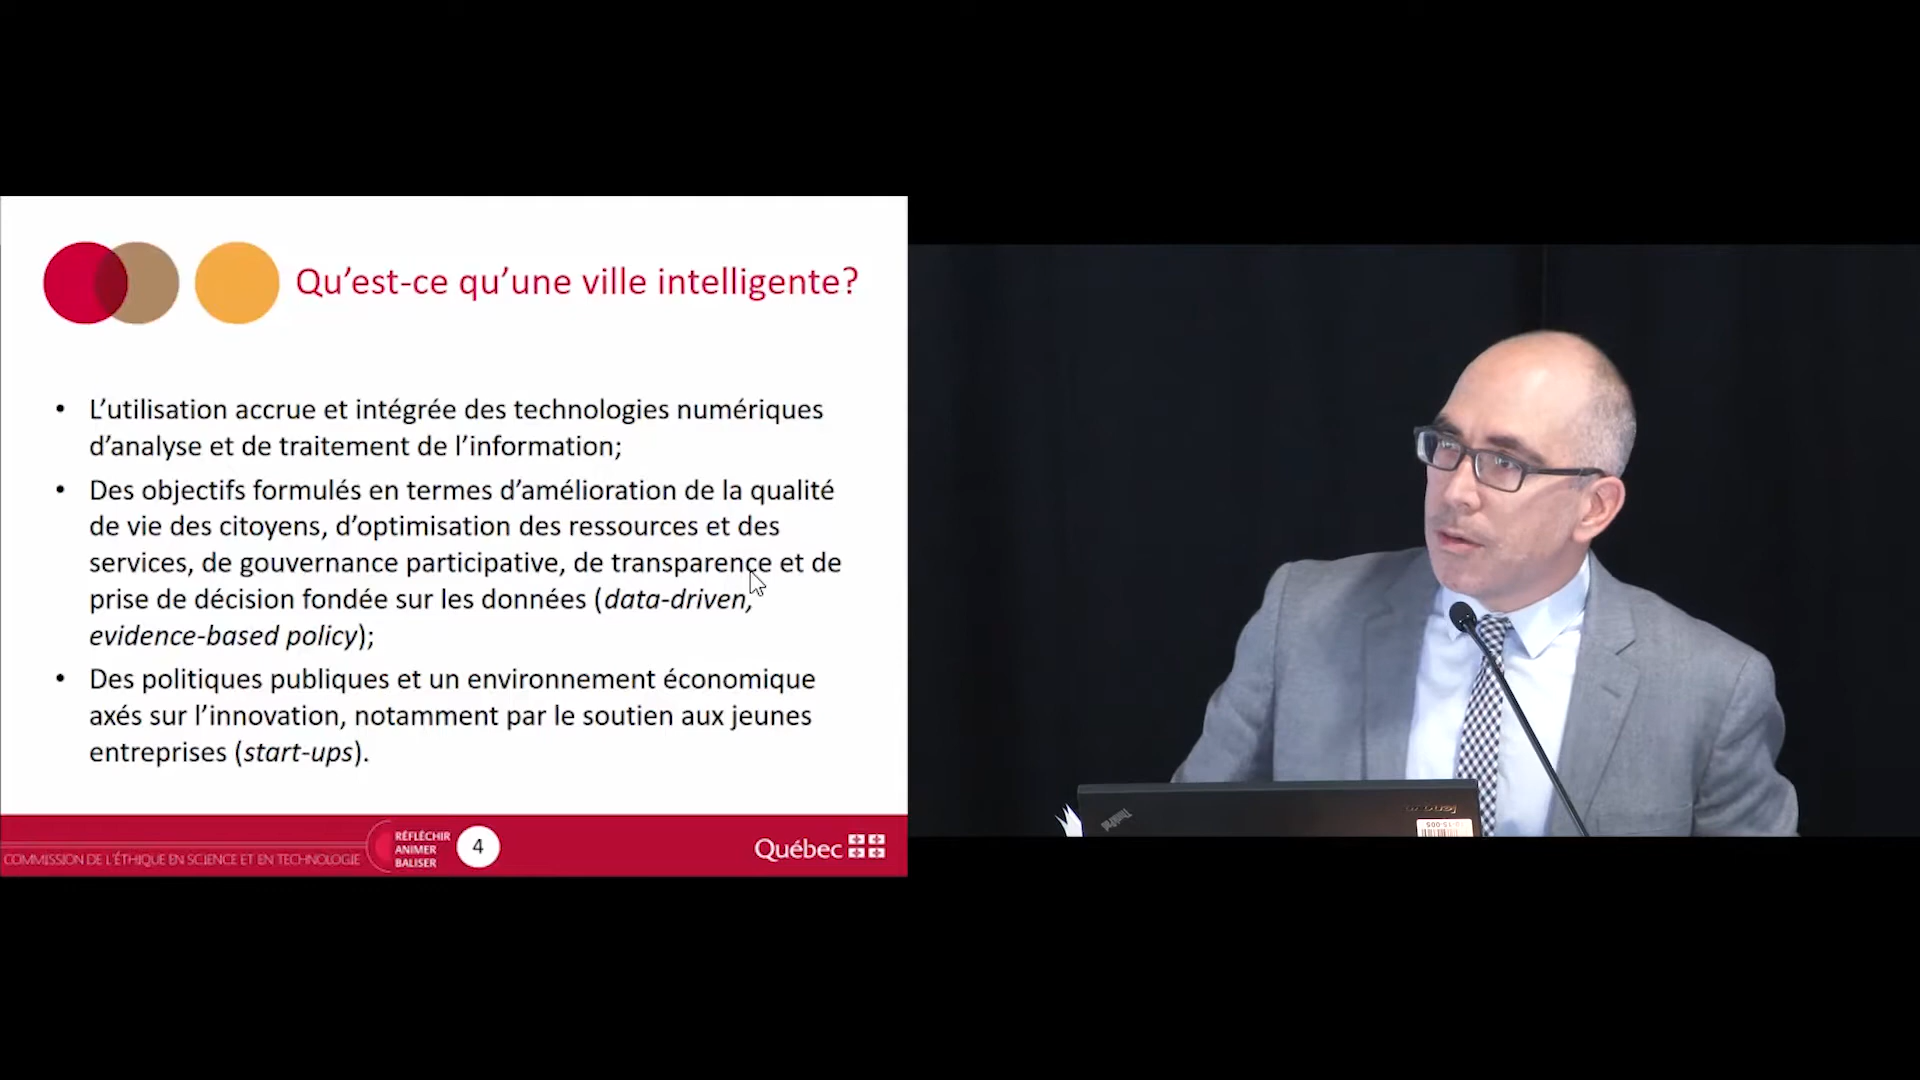 Qu’est-ce qu’une ville intelligente?
• L’utilisation accrue et intégrée des technologies numériques
d’analyse et de traitement de l’information;
• Des objectifs formulés en termes d’amélioration de la qualité
de vie des citoyens, d’optimisation des ressources et des
services, de gouvernance participative, de transparence et de
prise de décision fondée sur les données (data-driven,
evidence-based policy);
• Des politiques publiques et un environnement économique
axés sur l’innovation, notamment par le soutien aux jeunes
entreprises (start-ups).
COMMISSION DE L’ÉTHIQUE EN SCIENCE ET EN TECHNOLOGIE
RÉFLÉCHIR
ANIMER
BALISER
4
Québec
ThinkPad
lenovo